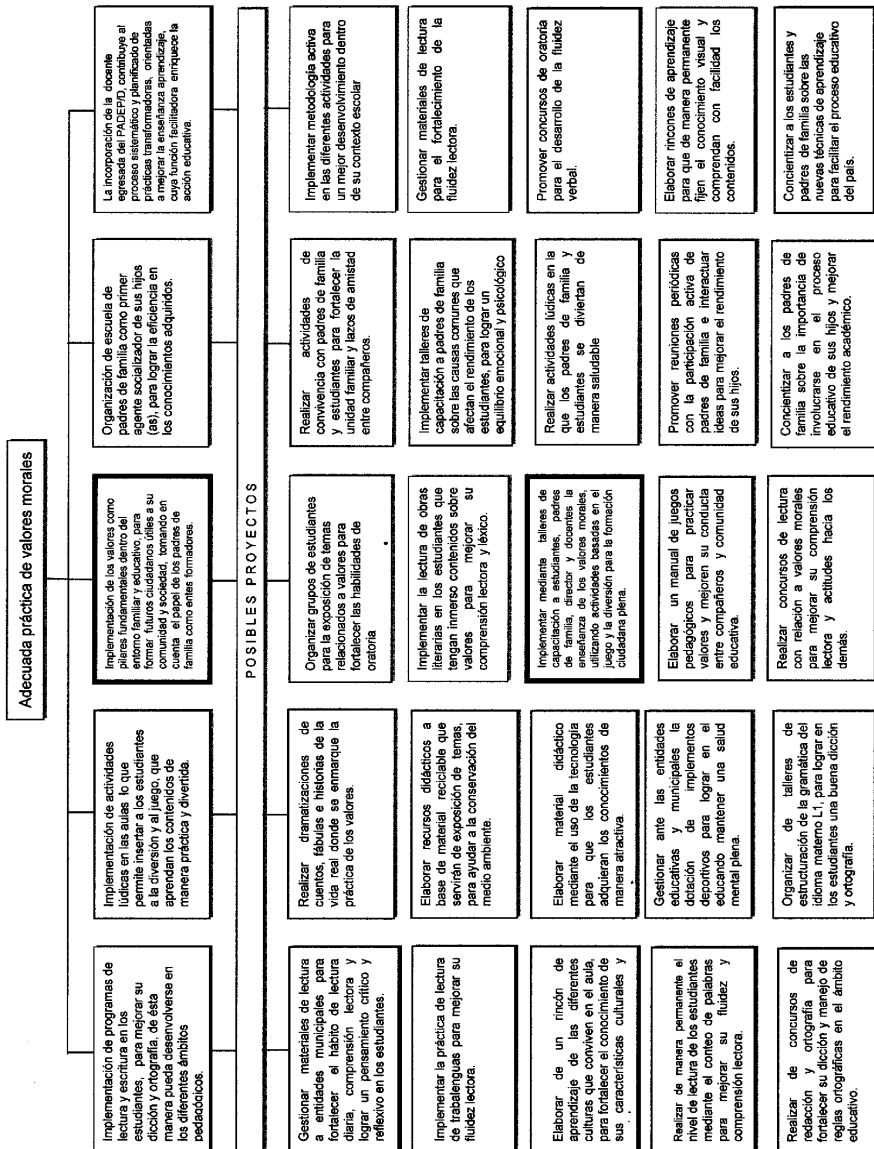 Adecuada práctica de valores morales
Implementación de programas de
lectura y escritura en los
estudiantes, para mejorar su
dicción y ortografía, de ésta
manera pueda desenvolverse en
los diferentes ámbitos
pedagógicos.
Implementación de actividades
lúdicas en las aulas lo que
permite insertar a los estudiantes
a la diversión y al juego, que
aprendan los contenidos de
manera práctica y divertida.
Implementación de los valores como
pilares fundamentales dentro del
entorno familiar y educativo, para
formar futuros ciudadanos útiles a su
comunidad y sociedad, tomando en
cuenta el papel de los padres de
familia como entes formadores.
Organización de escuela de
padres de familia como primer
agente socializador de sus hijos
(as), para lograr la eficiencia en
los conocimientos adquiridos.
La incorporación de la docente
egresada del PADEP/D, contribuye al
proceso sistemático y planificado de
prácticas transformadoras, orientadas
a mejorar la enseñanza aprendizaje,
cuya función facilitadora enriquece la
acción educativa.
POSIBLES PROYECTOS
Gestionar materiales de lectura
a entidades municipales para
fortalecer el hábito de lectura
diaria, comprensión lectora y
lograr un pensamiento crítico y
reflexivo en los estudiantes.
Realizar dramatizaciones de
cuentos, fábulas e historias de la
vida real donde se enmarque la
práctica de los valores.
Organizar grupos de estudiantes
para la exposición de temas
relacionados a valores para
fortalecer las habilidades de
oratoria
Realizar actividades de
convivencia con padres de familia
y estudiantes para fortalecer la
unidad familiar y lazos de amistad
entre compañeros.
Implementar metodología activa
en las diferentes actividades para
un mejor desenvolvimiento dentro
de su contexto escolar
Implementar la práctica de lectura
de trabalenguas para mejorar su
fluidez lectora.
Elaborar recursos didácticos a
base de material reciclable que
servirán de exposición de temas,
para ayudar a la conservación del
medio ambiente.
Implementar la lectura de obras
literarias en los estudiantes que
tengan inmerso contenidos sobre
valores para mejorar su
comprensión lectora y léxico.
Implementar talleres de
capacitación a padres de familia
sobre las causas comunes que
afectan el rendimiento de los
estudiantes, para lograr un
equilibrio emocional y psicológico
Gestionar materiales de lectura
para el fortalecimiento de la
fluidez lectora.
Elaborar de un rincón de
aprendizaje de las diferentes
culturas que conviven en el aula,
para fortalecer el conocimiento de
sus características culturales y
Elaborar material didáctico
mediante el uso de la tecnología
para que los estudiantes
adquieran los conocimientos de
manera atractiva.
Implementar mediante talleres de
capacitación a estudiantes, padres
de familia, director y docentes la
enseñanza de los valores morales,
utilizando actividades basadas en el
juego y la diversión para la formación
ciudadana plena.
Realizar actividades lúdicas en la
que los padres de familia y
estudiantes se diviertan de
manera saludable
Promover concursos de oratoria
para el desarrollo de la fluidez
verbal.
Realizar de manera permanente el
nivel de lectura de los estudiantes
mediante el conteo de palabras
para mejorar su fluidez y
comprensión lectora.
Gestionar ante las entidades
educativas y municipales la
dotación de implementos
deportivos para lograr en el
educando mantener una salud
mental plena.
Elaborar un manual de juegos
pedagógicos para practicar
valores y mejoren su conducta
entre compañeros y comunidad
educativa.
Promover reuniones periódicas
con la participación activa de
padres de familia e interactuar
ideas para mejorar el rendimiento
de sus hijos.
Elaborar rincones de aprendizaje
para que de manera permanente
fijen el conocimiento visual y
comprendan con facilidad los
contenidos.
Realizar de concursos de
redacción y ortografía para
fortalecer su dicción y manejo de
reglas ortográficas en el ámbito
educativo.
Organizar de talleres de
estructuración de la gramática del
idioma materno L1, para lograr en
los estudiantes una buena dicción
y ortografía.
Realizar concursos de lectura
con relación a valores morales
para mejorar su comprensión
lectora y actitudes hacia los
demás.
Concientizar a los padres de
familia sobre la importancia de
involucrarse en el proceso
educativo de sus hijos y mejorar
el rendimiento académico.
Concientizar a los estudiantes y
padres de familia sobre las
nuevas técnicas de aprendizaje
para facilitar el proceso educativo
del país.